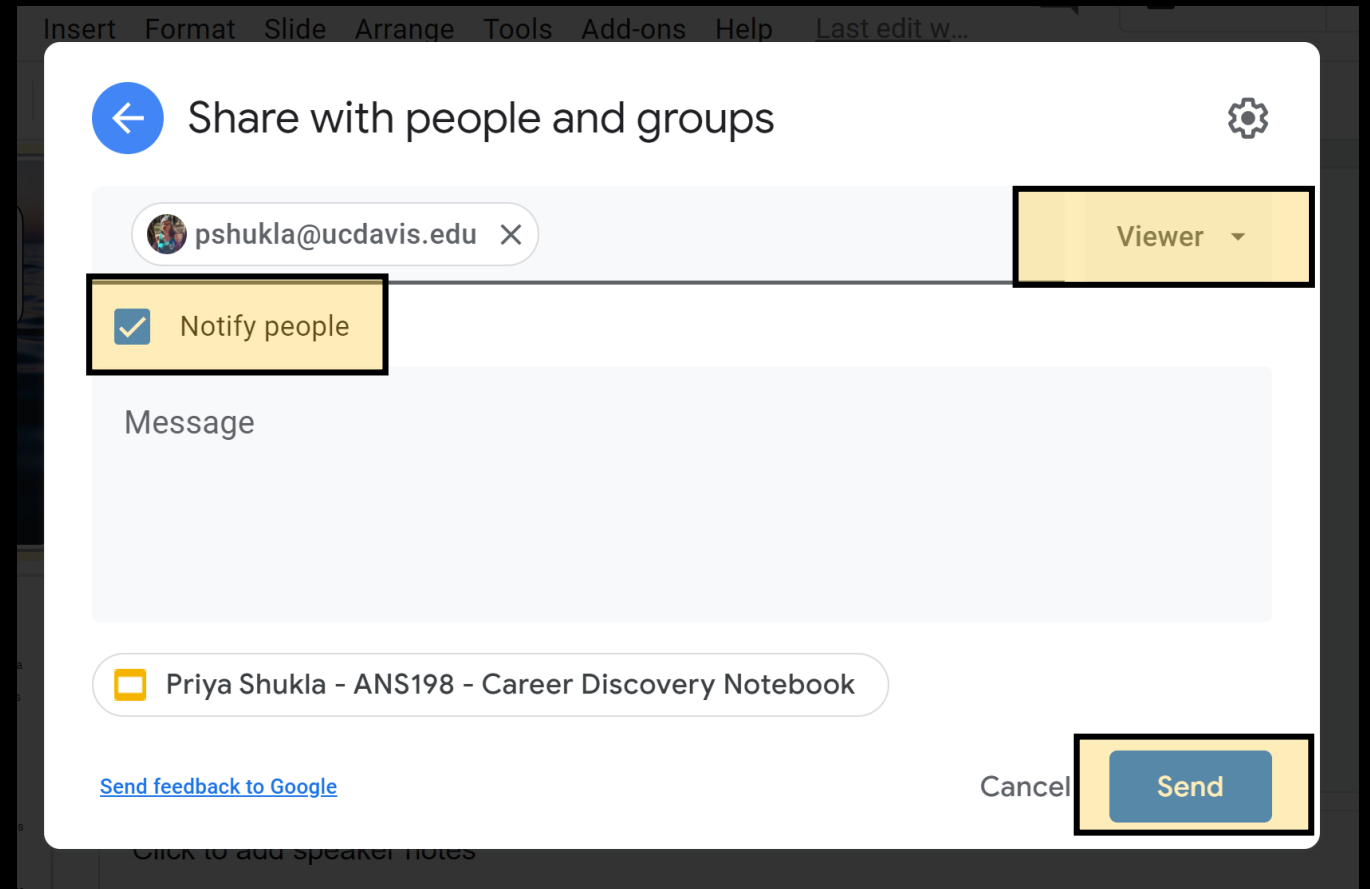 Insert Format Slide Arrange Tools Add-ons Help Last edit w...
Share with people and groups
pshukla@ucdavis.edu
Viewer
Notify people
Message
Priya Shukla - ANS198 - Career Discovery Notebook
Send feedback to Google
Cancel
Send
Click to add speaker notes